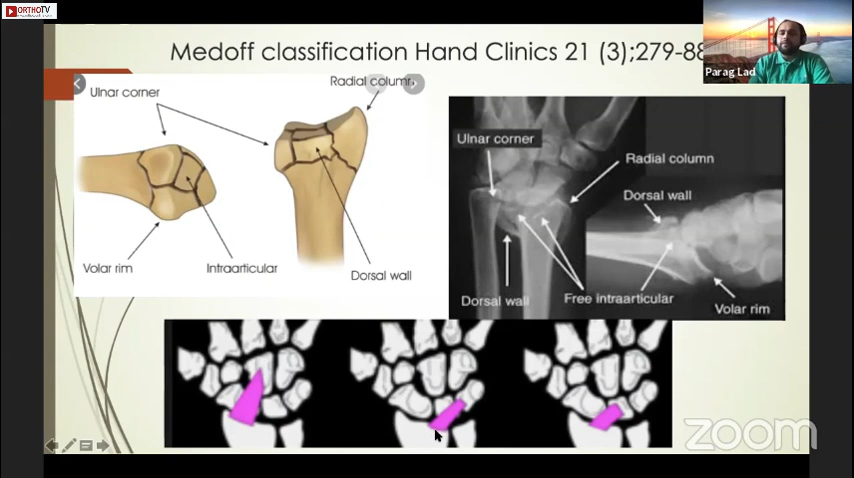 ORTHOTV
Medoff classification Hand Clinics 21 (3);279-88
Parag Lad
Ulnar corner
Radial column
Volar rim
Intraarticular
Dorsal wall
Ulnar corner
Radial column
Dorsal wall
Dorsal wall
Free intraarticular
Volar rim
zoom